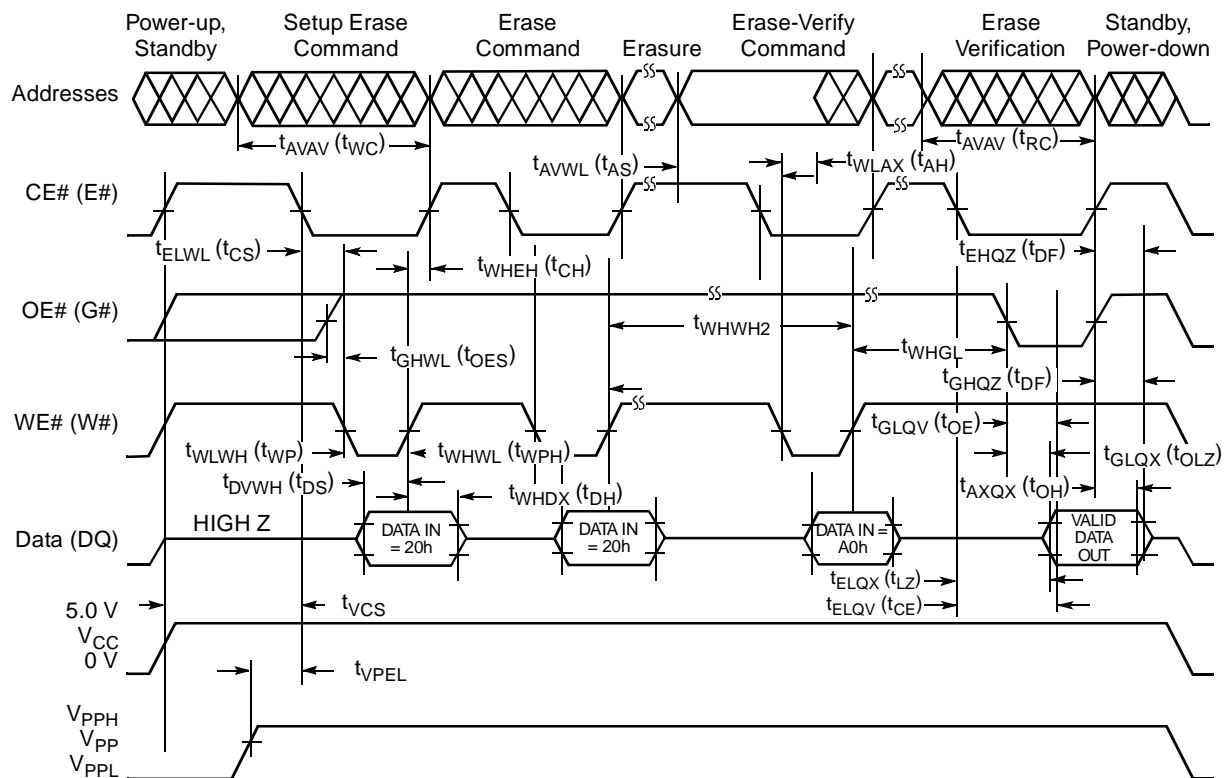 Power-up, Standby
Setup Erase Command
Erase Command
Erasure
Erase-Verify Command
Erase Verification
Standby, Power-down
Addresses
tAVAV (tWC)
tAVWL (tAS)
tWLAX (tAH)
tAVAV (tRC)
CE# (E#)
tELWL (tCS)
tWHEH (tCH)
tEHQZ (tDF)
OE# (G#)
tWHWH2
tGHWL (tOES)
tWHGL
tGHQZ (tDF)
WE# (W#)
tGLQV (tOE)
tWLWH (tWP)
tWHWL (tWPH)
tGLQX (tOLZ)
tDVWH (tDS)
tWHDX (tDH)
tAXQX (tOH)
Data (DQ)
HIGH Z
DATA IN = 20h
DATA IN = 20h
DATA IN = A0h
VALID DATA OUT
tELQX (tLZ)
tELQV (tCE)
5.0 V
VCC
0 V
tVCS
tVPEL
VPPH
VPP
VPPL